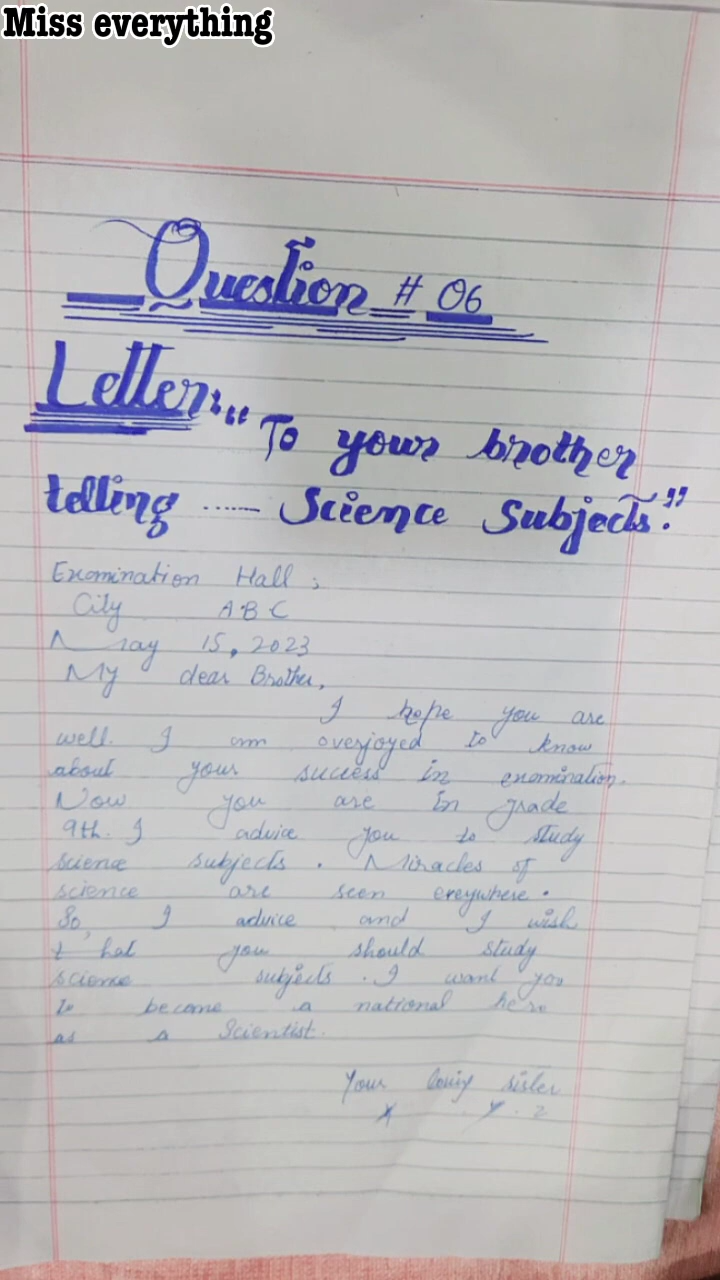 Miss everything
Question # 06
Letter: "To your brother
telling ...... Science Subjects."
Examination Hall,
City ABC
May 15, 2023
My dear Brother,
I hope you are
well. I am overjoyed to know
about your success in examination.
Now you are in grade
9th. I advice you to study
science subjects. Miracles of
science are seen everywhere.
So, I advice and I wish
that you should study
science subjects. I want you
to become a national hero
as a Scientist.
Your loving sister
X Y. Z